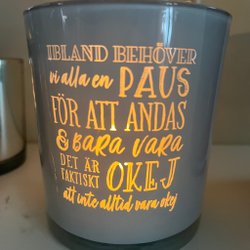 IBLAND BEHÖVER
vi alla en PAUS
FÖR ATT ANDAS
& BARA VARA
DET ÄR
FAKTISKT OKEJ
att inte alltid vara okej